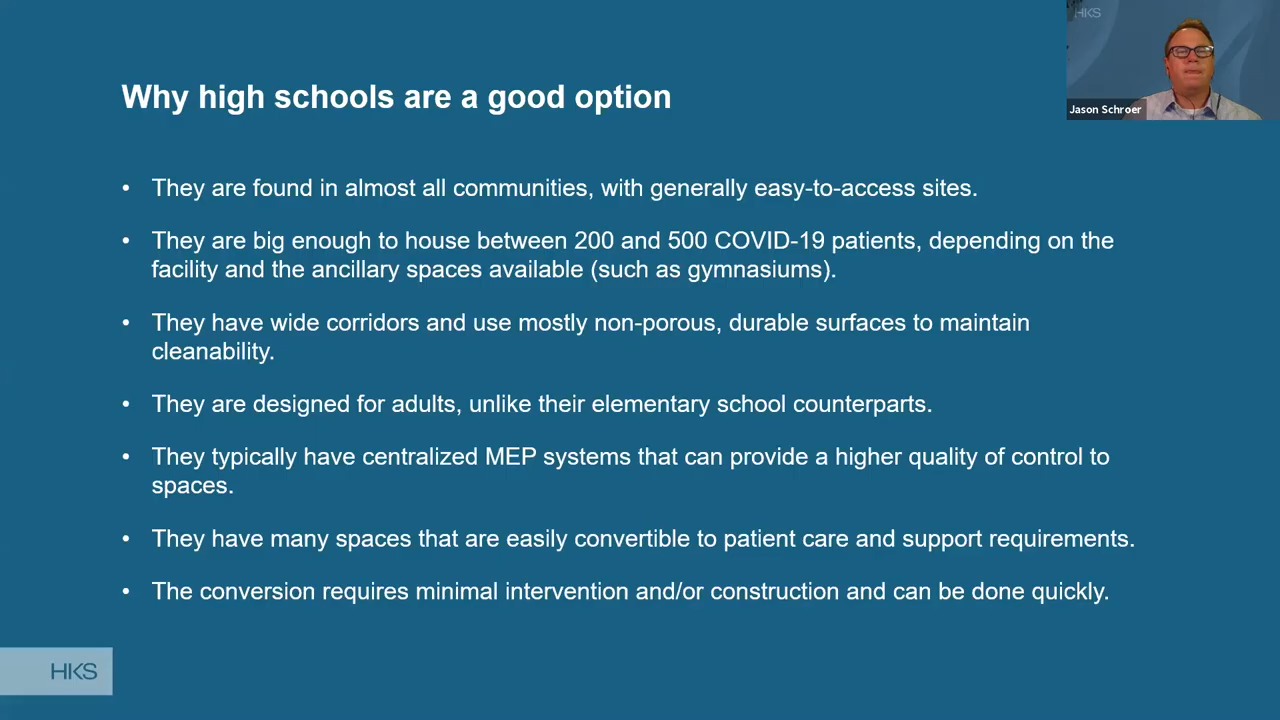 HKS
Jason Schroer
Why high schools are a good option
• They are found in almost all communities, with generally easy-to-access sites.
• They are big enough to house between 200 and 500 COVID-19 patients, depending on the
facility and the ancillary spaces available (such as gymnasiums).
• They have wide corridors and use mostly non-porous, durable surfaces to maintain
cleanability.
• They are designed for adults, unlike their elementary school counterparts.
• They typically have centralized MEP systems that can provide a higher quality of control to
spaces.
• They have many spaces that are easily convertible to patient care and support requirements.
• The conversion requires minimal intervention and/or construction and can be done quickly.
HKS